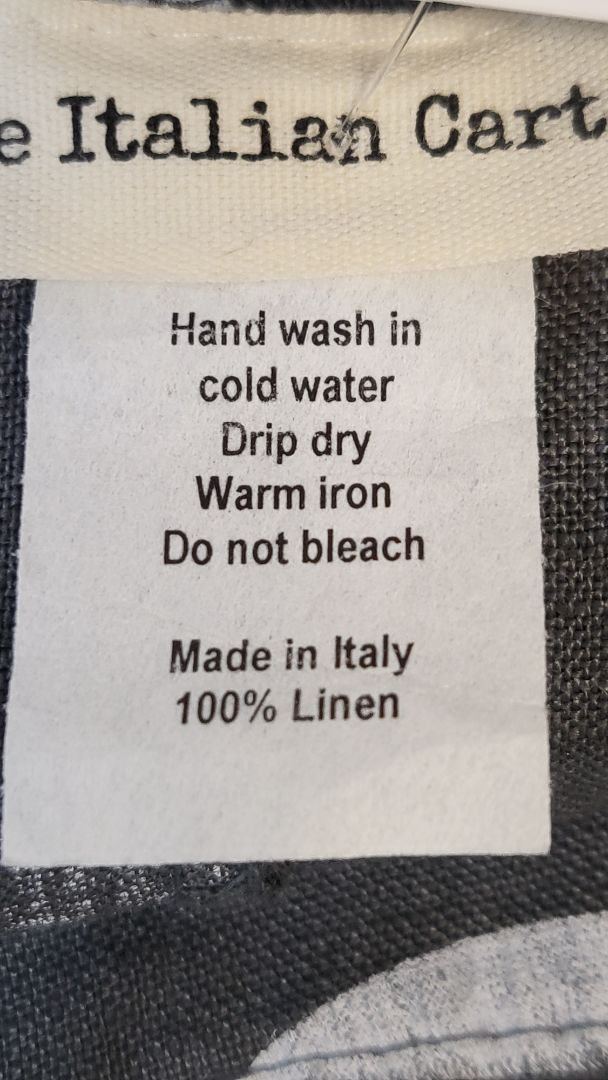 e Italian Cart
Hand wash in
cold water
Drip dry
Warm iron
Do not bleach
Made in Italy
100% Linen